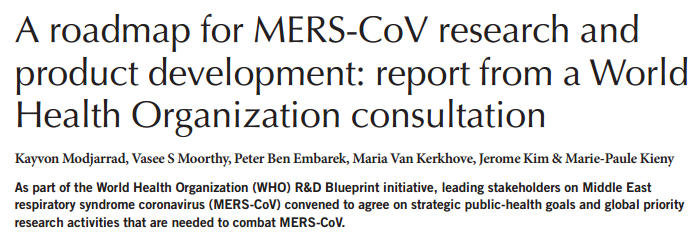 A roadmap for MERS-CoV research and
product development: report from a World
Health Organization consultation
Kayvon Modjarrad, Vasee S Moorthy, Peter Ben Embarek, Maria Van Kerkhove, Jerome Kim & Marie-Paule Kieny
As part of the World Health Organization (WHO) R&D Blueprint initiative, leading stakeholders on Middle East
respiratory syndrome coronavirus (MERS-CoV) convened to agree on strategic public-health goals and global priority
research activities that are needed to combat MERS-CoV.